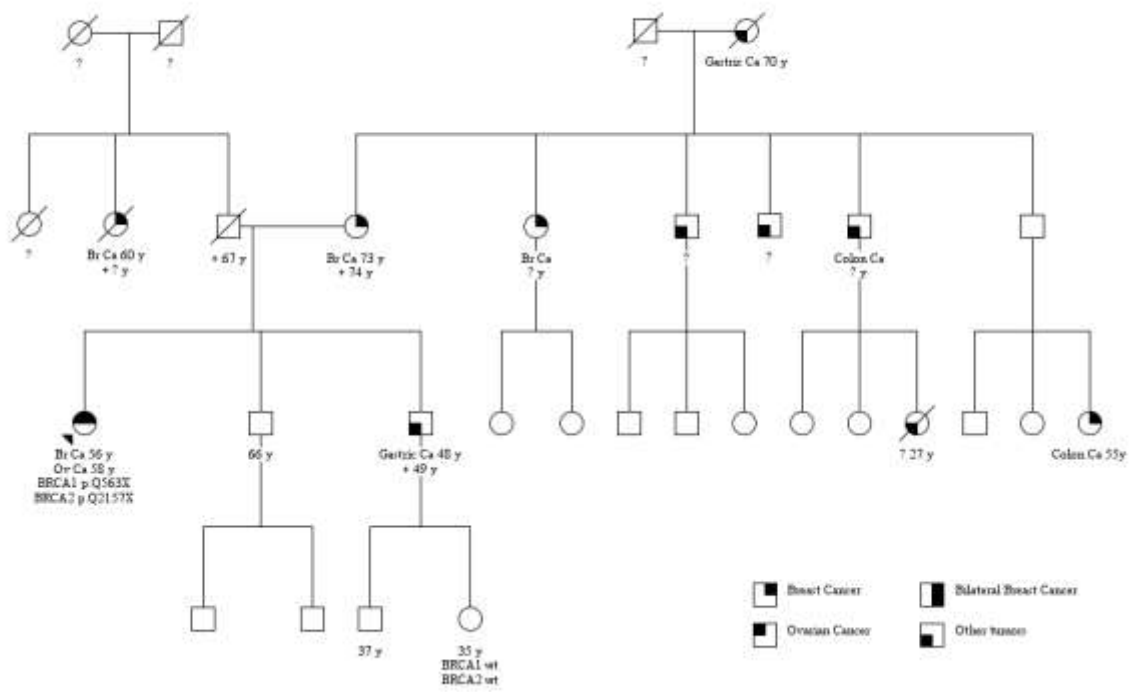 ?
?
?
Gastric Ca 70 y
?
Br Ca 60 y
+ ? y
+ 67 y
Br Ca 73 y
+ 74 y
Br Ca
? y
?
?
Colon Ca
? y
Br Ca 56 y
Ov Ca 58 y
BRCA1 p.Q563X
BRCA2 p.Q2157X
66 y
Gastric Ca 48 y
+ 49 y
? 27 y
Colon Ca 55y
37 y
35 y
BRCA1 wt
BRCA2 wt
Breast Cancer
Bilateral Breast Cancer
Ovarian Cancer
Other tumors